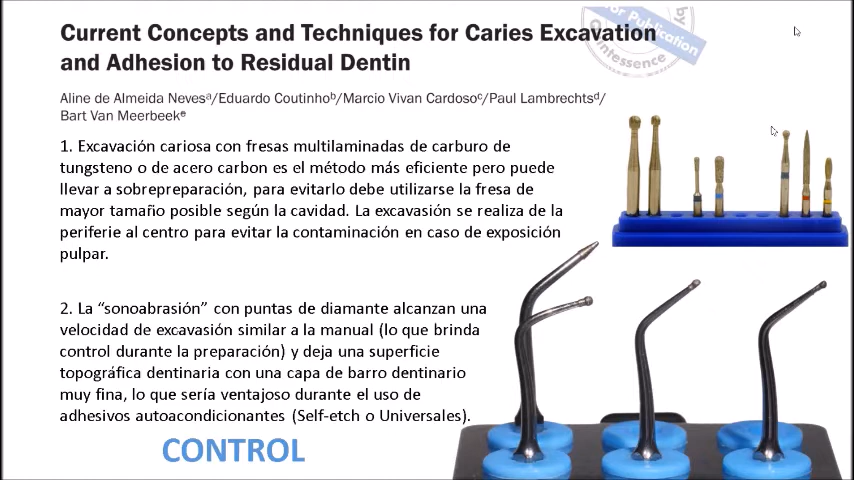 Current Concepts and Techniques for Caries Excavation
and Adhesion to Residual Dentin
Aline de Almeida Nevesª/Eduardo Coutinhoᵇ/Marcio Vivan Cardosoᶜ/Paul Lambrechtsᵈ/
Bart Van Meerbeekᵉ
1. Excavación cariosa con fresas multilaminadas de carburo de
tungsteno o de acero carbon es el método más eficiente pero puede
llevar a sobrepreparación, para evitarlo debe utilizarse la fresa de
mayor tamaño posible según la cavidad. La excavasión se realiza de la
periferie al centro para evitar la contaminación en caso de exposición
pulpar.
2. La “sonoabrasión” con puntas de diamante alcanzan una
velocidad de excavasión similar a la manual (lo que brinda
control durante la preparación) y deja una superficie
topográfica dentinaria con una capa de barro dentinario
muy fina, lo que sería ventajoso durante el uso de
adhesivos autoacondicionantes (Self-etch o Universales).
CONTROL
by
for Publication
Quintessence